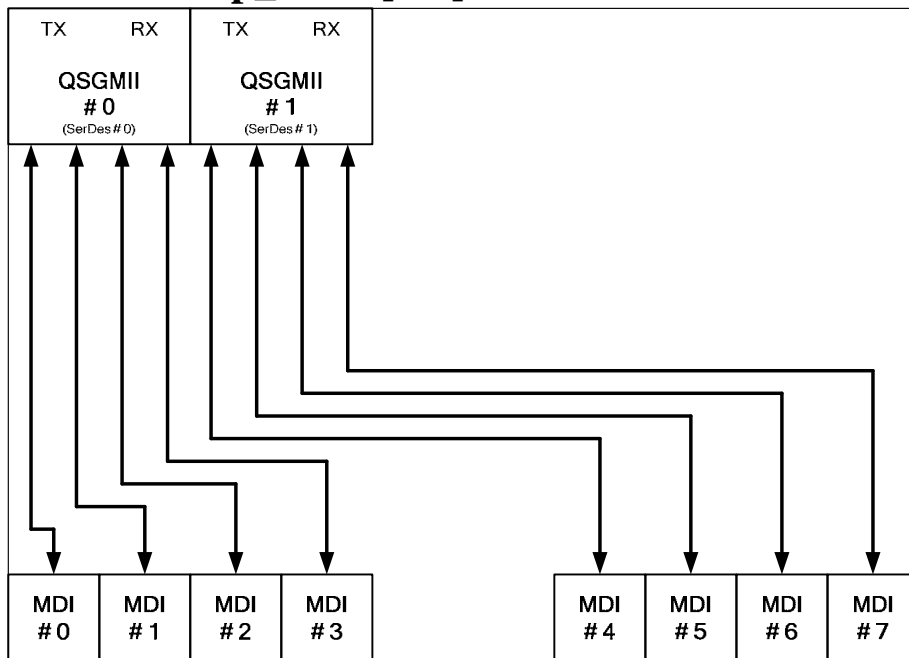 TX RX TX RX
QSGMII QSGMII
#0 #1
(SerDes#0) (SerDes#1)
MDI MDI MDI MDI MDI MDI MDI MDI
#0 #1 #2 #3 #4 #5 #6 #7